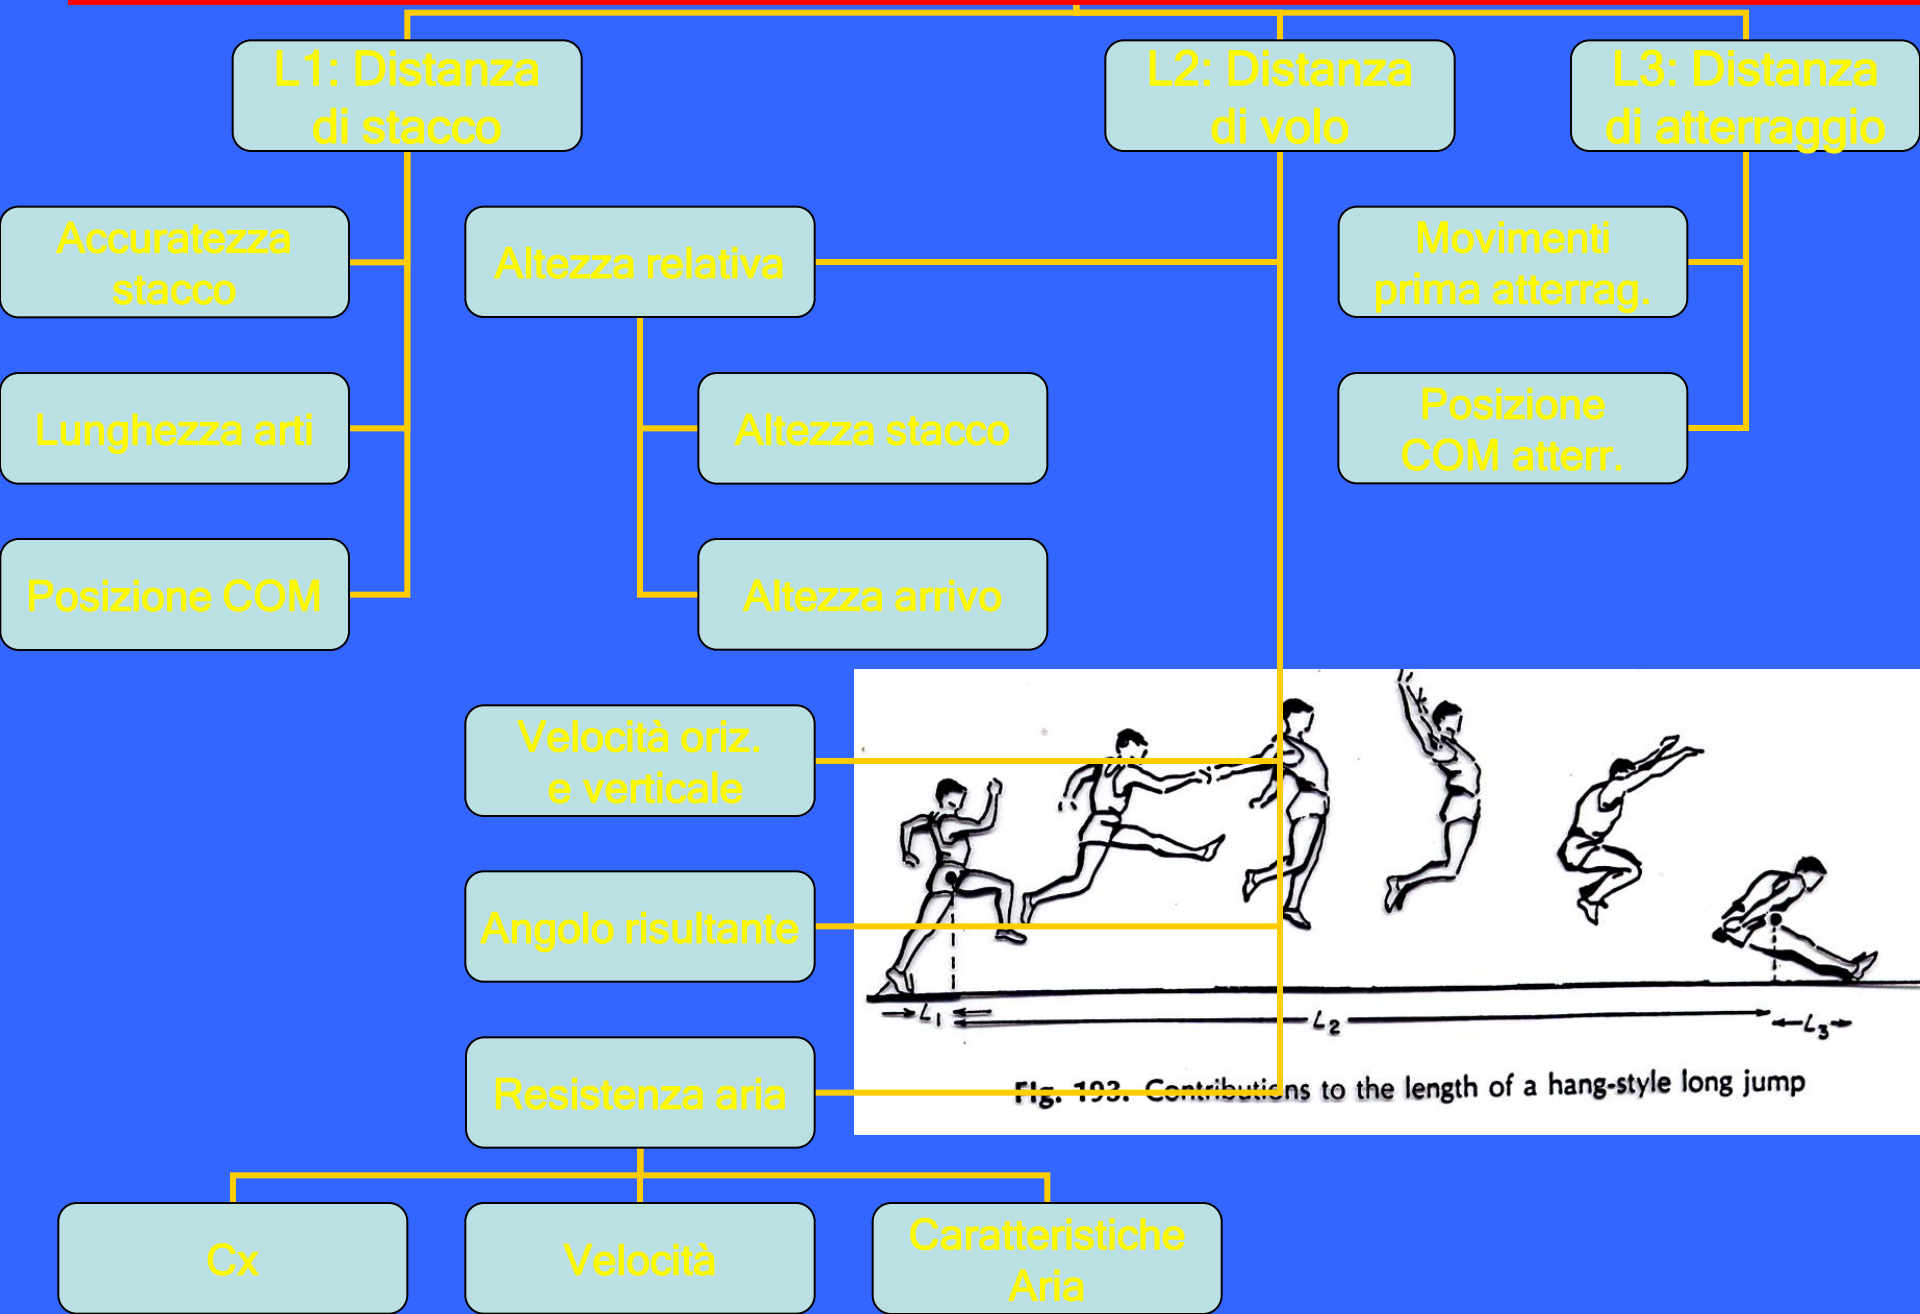 L1: Distanza
di stacco
L2: Distanza
di volo
L3: Distanza
di atterraggio
Accuratezza
stacco
Altezza relativa
Movimenti
prima atterrag.
Lunghezza arti
Altezza stacco
Posizione
COM atterr.
Posizione COM
Altezza arrivo
Velocità oriz.
e verticale
Angolo risultante
L1
L2
L3
Resistenza aria
Fig. 193. Contributions to the length of a hang-style long jump
Cx
Velocità
Caratteristiche
Aria